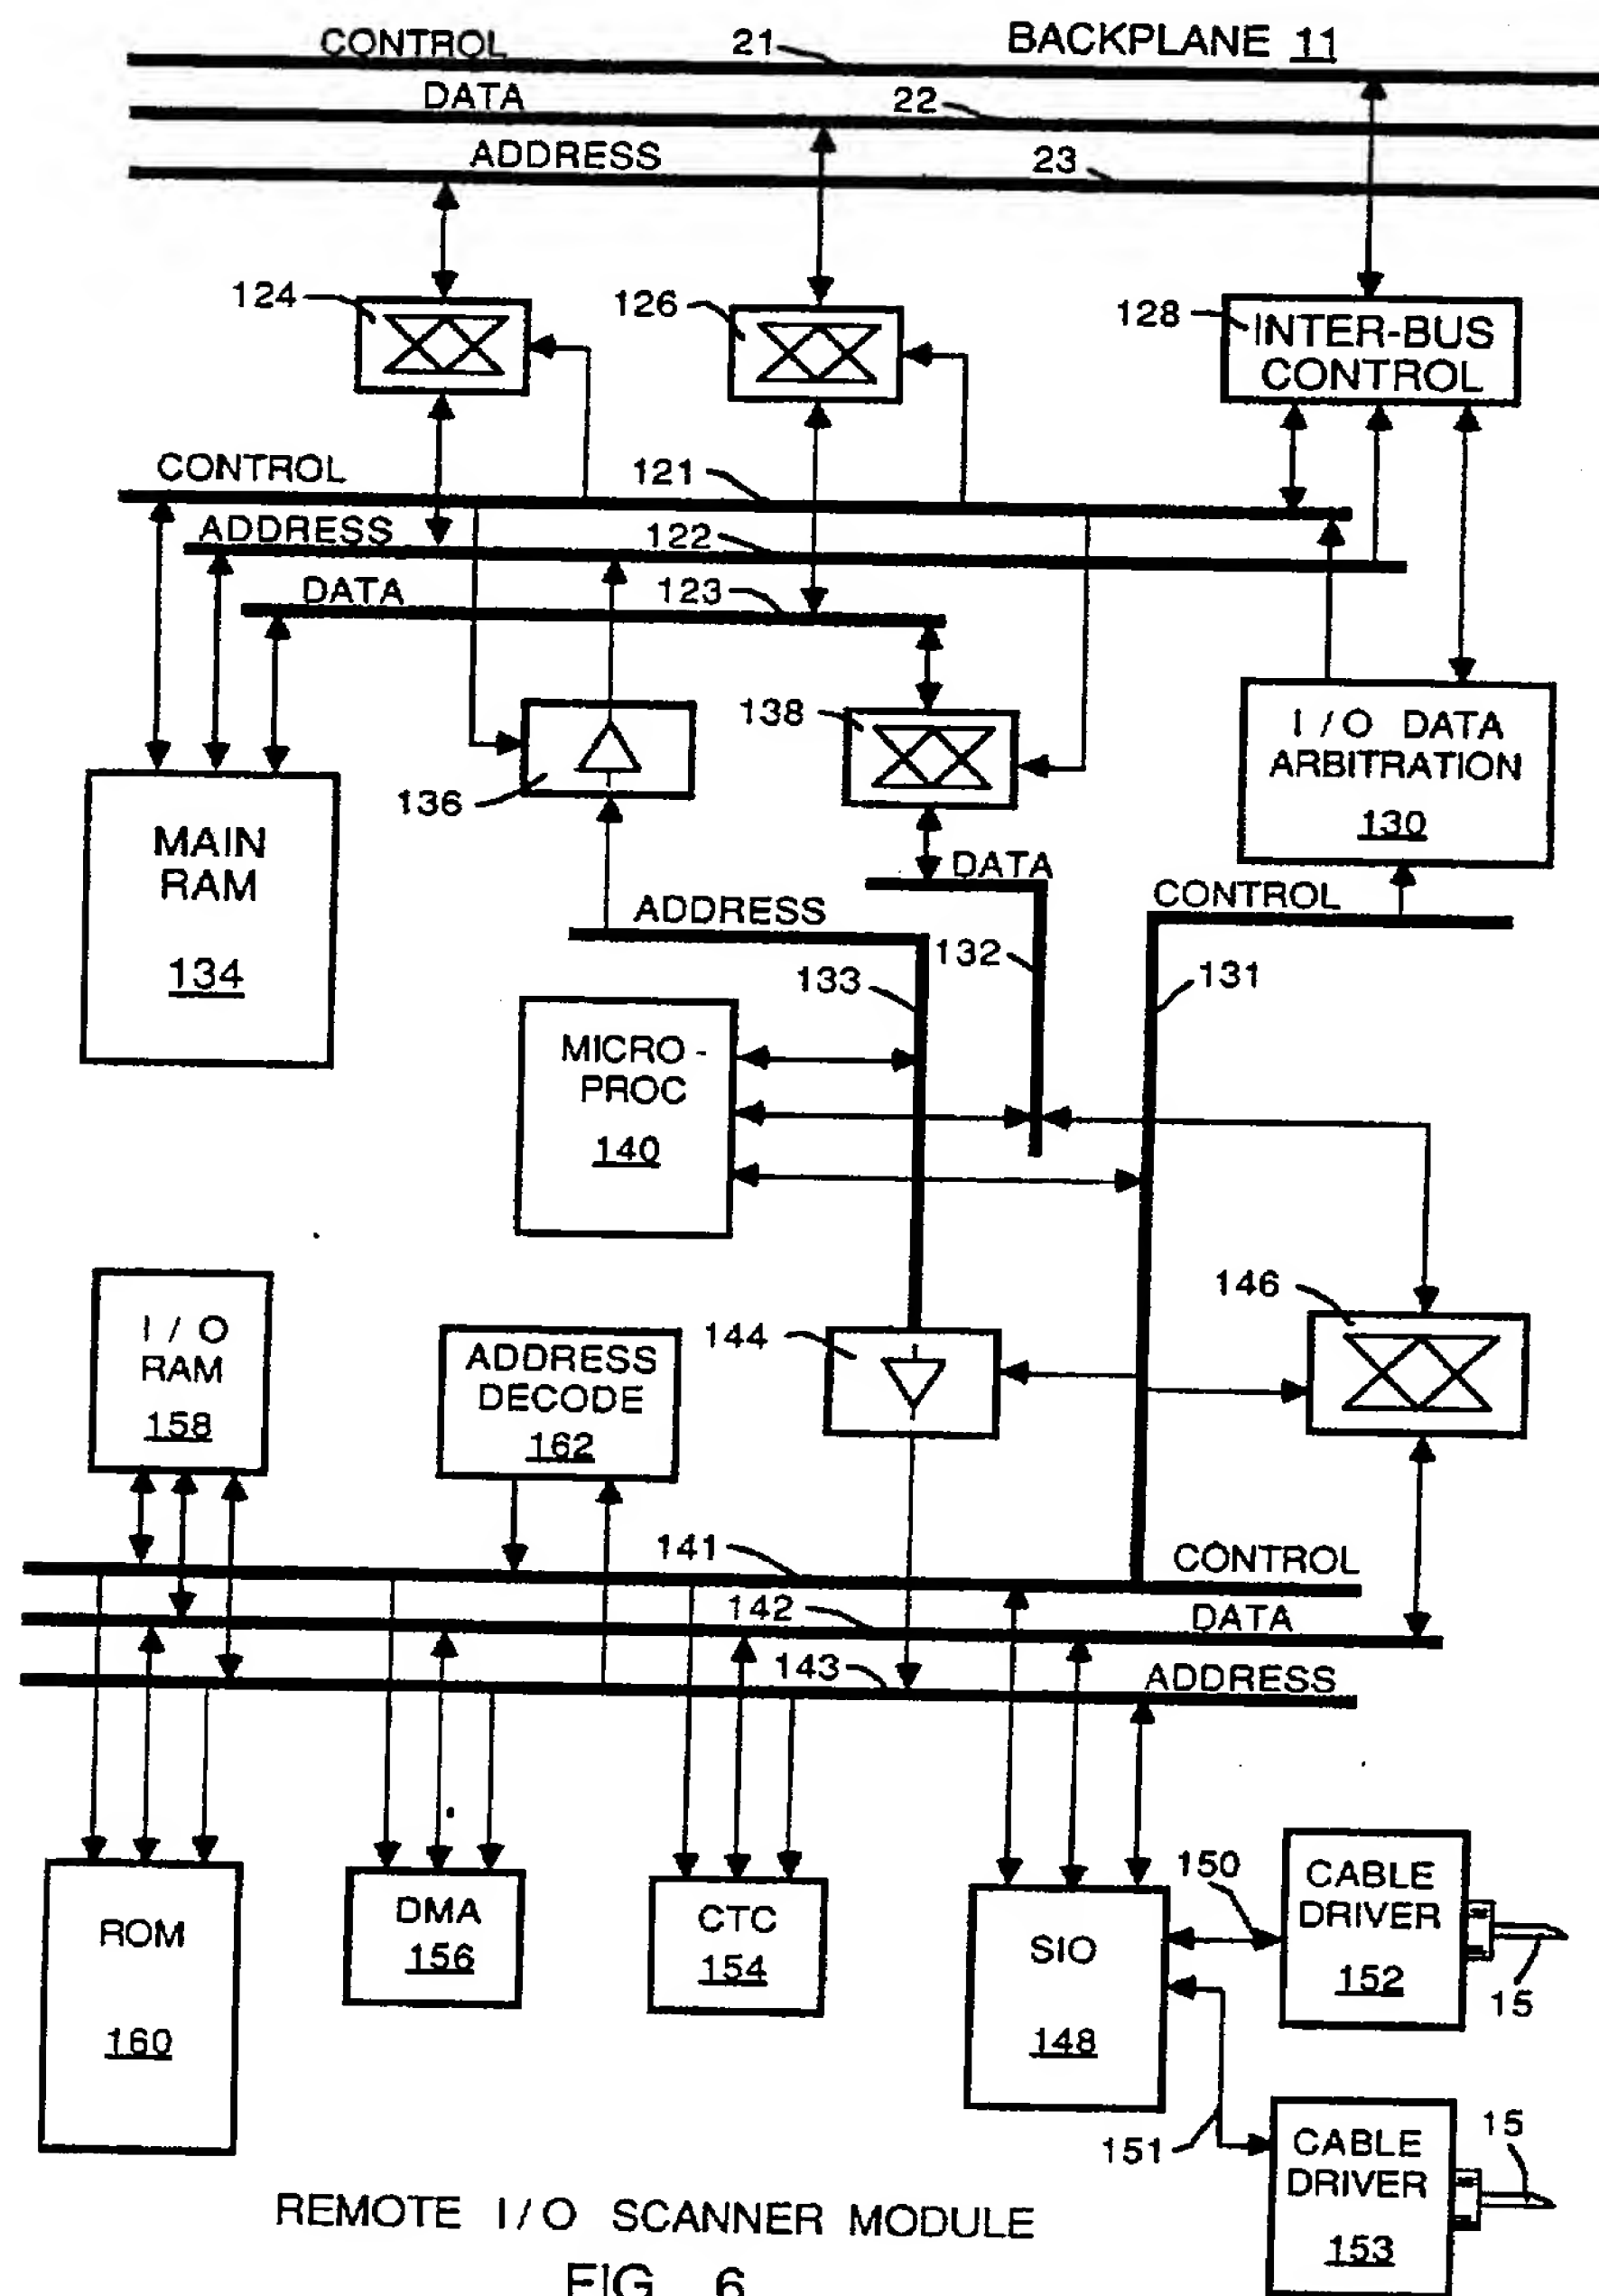 CONTROL 21 BACKPLANE 11
DATA 22
ADDRESS 23
124 126 128 INTER-BUS
CONTROL
CONTROL 121
ADDRESS 122
DATA 123
136 138 I/O DATA
ARBITRATION
130
MAIN
RAM
134
DATA
CONTROL
ADDRESS
133 132 131
MICRO-
PROC
140
I/O
RAM
158
ADDRESS
DECODE
162
144 146
141 CONTROL
142 DATA
143 ADDRESS
ROM
160
DMA
156
CTC
154
SIO
148
150 CABLE
DRIVER
152
15
151 CABLE
DRIVER
153
15
REMOTE I/O SCANNER MODULE
FIG. 6